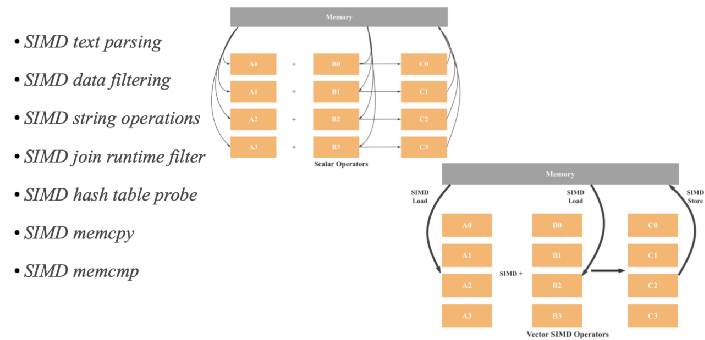 • SIMD text parsing
• SIMD data filtering
• SIMD string operations
• SIMD join runtime filter
• SIMD hash table probe
• SIMD memcpy
• SIMD memcmp
Memory
A0 + B0 C0
A1 + B1 C1
A2 + B2 C2
A3 + B3 C3
Scalar Operators
Memory
SIMD Load
SIMD Load
SIMD Store
A0 B0 C0
A1 B1 C1
SIMD +
A2 B2 C2
A3 B3 C3
Vector SIMD Operators